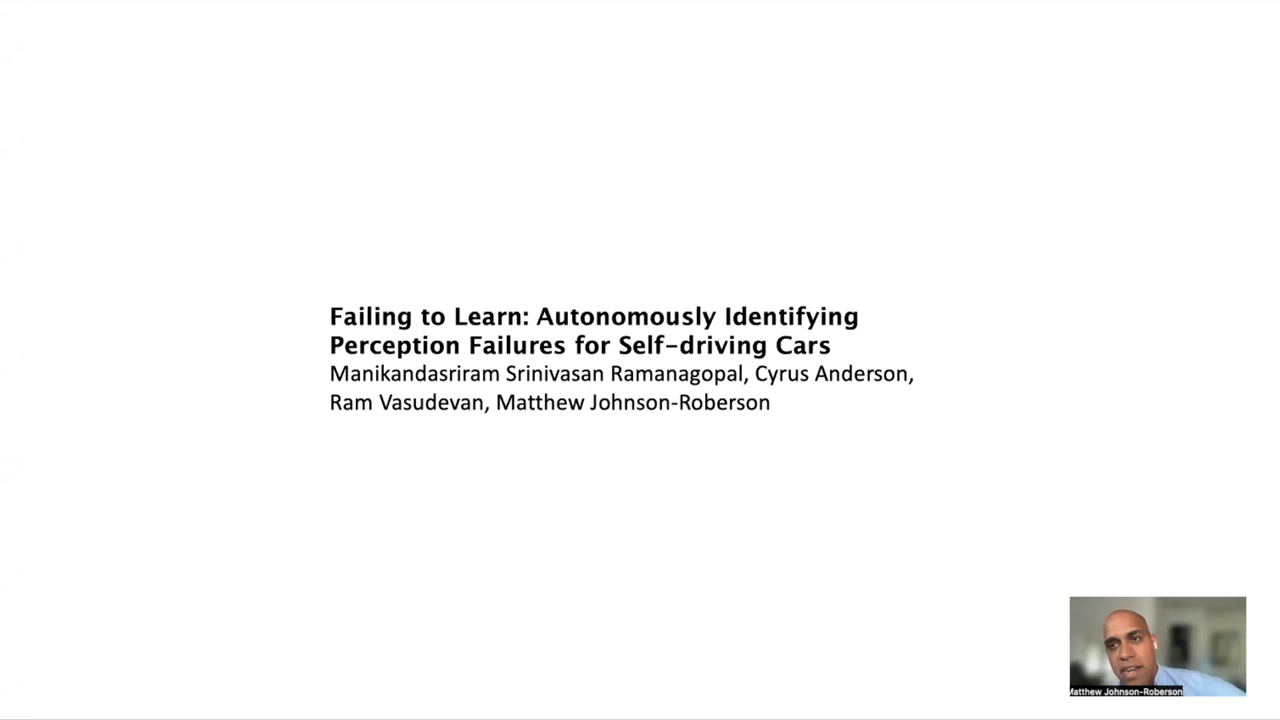 Failing to Learn: Autonomously Identifying
Perception Failures for Self-driving Cars
Manikandasriram Srinivasan Ramanagopal, Cyrus Anderson,
Ram Vasudevan, Matthew Johnson-Roberson
Matthew Johnson-Roberson